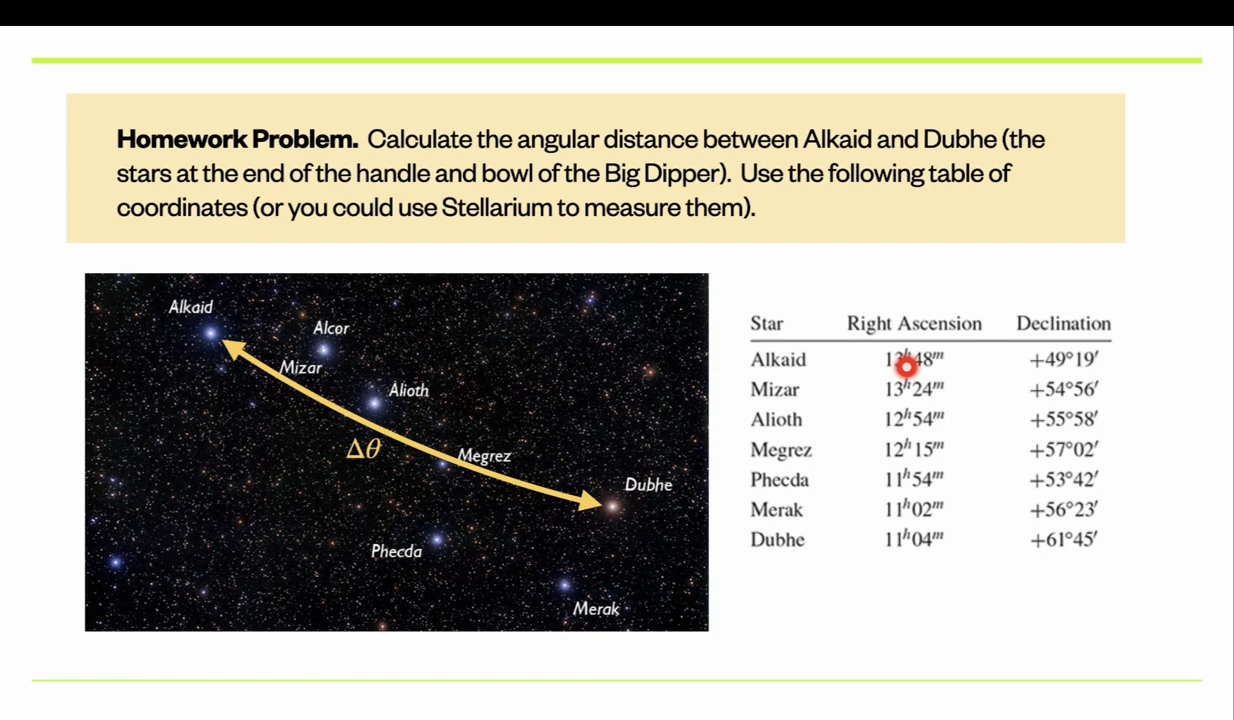 Homework Problem. Calculate the angular distance between Alkaid and Dubhe (the
stars at the end of the handle and bowl of the Big Dipper). Use the following table of
coordinates (or you could use Stellarium to measure them).
Alkaid
Alcor
Mizar
Alioth
Δθ
Megrez
Dubhe
Phecda
Merak
Star Right Ascension Declination
Alkaid 13ʰ48ᵐ +49°19′
Mizar 13ʰ24ᵐ +54°56′
Alioth 12ʰ54ᵐ +55°58′
Megrez 12ʰ15ᵐ +57°02′
Phecda 11ʰ54ᵐ +53°42′
Merak 11ʰ02ᵐ +56°23′
Dubhe 11ʰ04ᵐ +61°45′